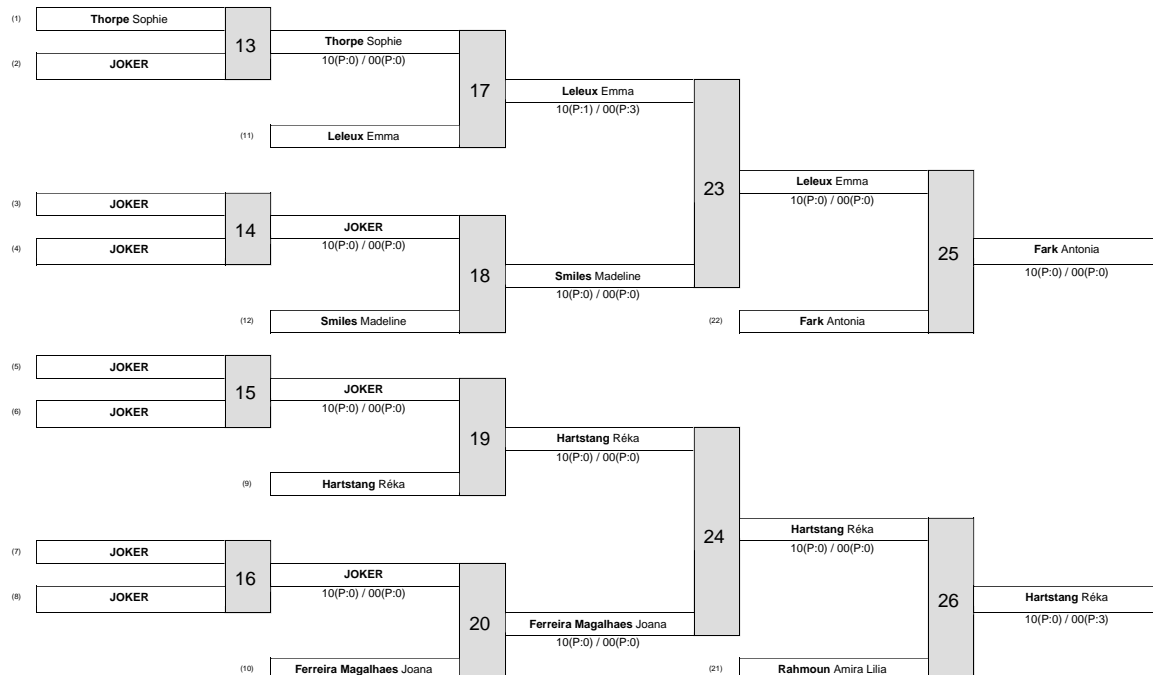 (1) Thorpe Sophie
13
Thorpe Sophie
10(P:0) / 00(P:0)
(2) JOKER
17
Leleux Emma
10(P:1) / 00(P:3)
(11) Leleux Emma
23
Leleux Emma
10(P:0) / 00(P:0)
(3) JOKER
14
JOKER
10(P:0) / 00(P:0)
(4) JOKER
18
Smiles Madeline
10(P:0) / 00(P:0)
(12) Smiles Madeline
25
Fark Antonia
10(P:0) / 00(P:0)
(22) Fark Antonia
(5) JOKER
15
JOKER
10(P:0) / 00(P:0)
(6) JOKER
19
Hartstang Réka
10(P:0) / 00(P:0)
(9) Hartstang Réka
24
Hartstang Réka
10(P:0) / 00(P:0)
(7) JOKER
16
JOKER
10(P:0) / 00(P:0)
(8) JOKER
20
Ferreira Magalhaes Joana
10(P:0) / 00(P:0)
(10) Ferreira Magalhaes Joana
26
Hartstang Réka
10(P:0) / 00(P:3)
(21) Rahmoun Amira Lilia